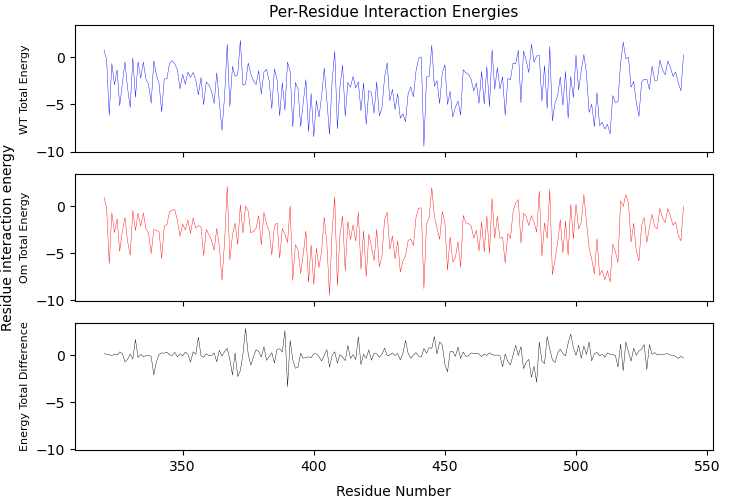 Per-Residue Interaction Energies
Residue interaction energy
WT Total Energy
0
−5
−10
Om Total Energy
0
−5
−10
Energy Total Difference
0
−5
−10
350
400
450
500
550
Residue Number